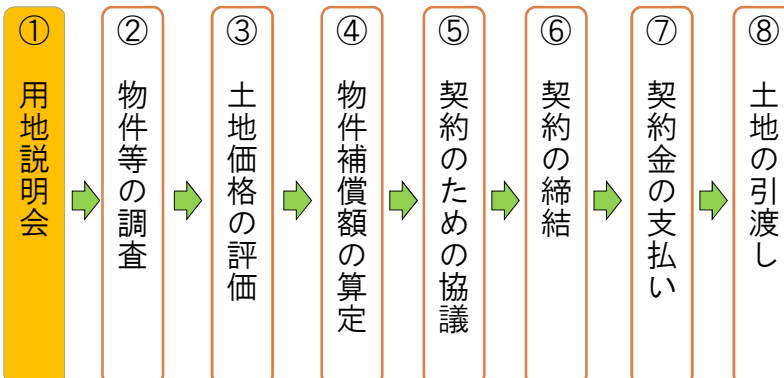 ① 用地説明会
② 物件等の調査
③ 土地価格の評価
④ 物件補償額の算定
⑤ 契約のための協議
⑥ 契約の締結
⑦ 契約金の支払い
⑧ 土地の引渡し